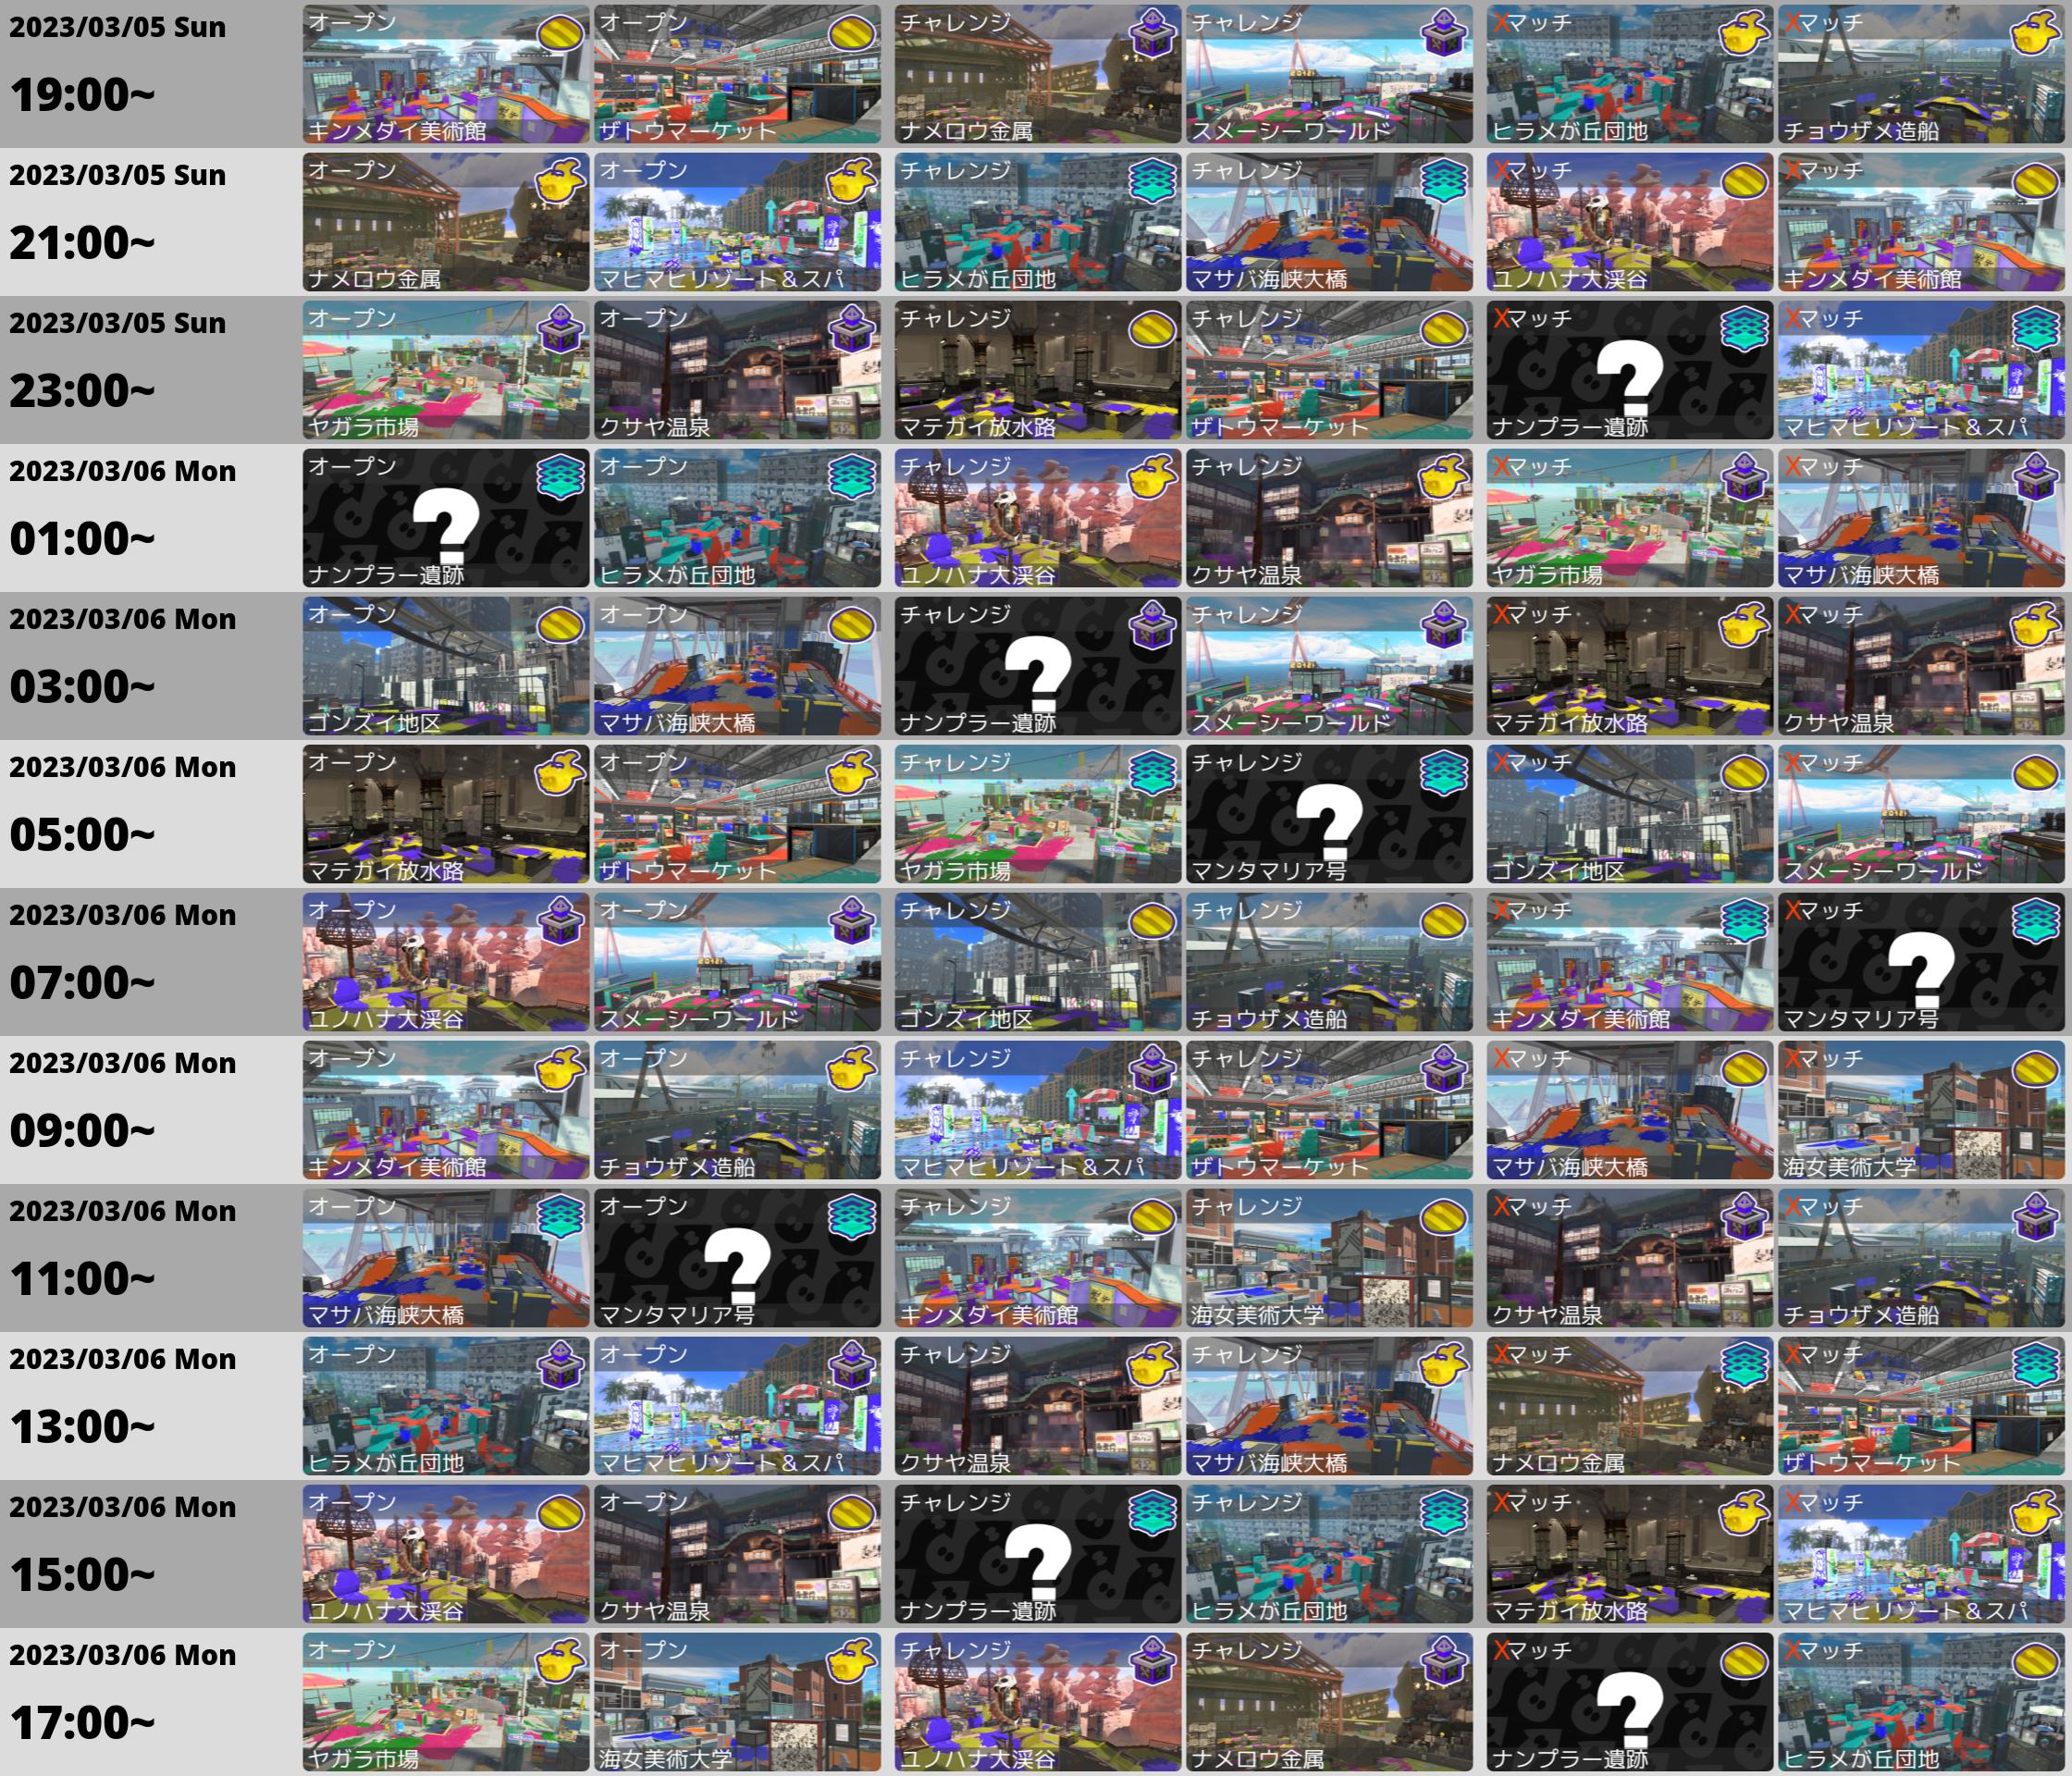 2023/03/05 Sun
19:00~
オープン
キンメダイ美術館
オープン
ザトウマーケット
チャレンジ
ナメロウ金属
チャレンジ
スメーシーワールド
Xマッチ
ヒラメが丘団地
Xマッチ
チョウザメ造船
2023/03/05 Sun
21:00~
オープン
ナメロウ金属
オープン
マヒマヒリゾート&スパ
チャレンジ
ヒラメが丘団地
チャレンジ
マサバ海峡大橋
Xマッチ
ユノハナ大渓谷
Xマッチ
キンメダイ美術館
2023/03/05 Sun
23:00~
オープン
ヤガラ市場
オープン
クサヤ温泉
チャレンジ
マテガイ放水路
チャレンジ
ザトウマーケット
Xマッチ
?
ナンプラー遺跡
Xマッチ
マヒマヒリゾート&スパ
2023/03/06 Mon
01:00~
オープン
?
ナンプラー遺跡
オープン
ヒラメが丘団地
チャレンジ
ユノハナ大渓谷
チャレンジ
クサヤ温泉
Xマッチ
ヤガラ市場
Xマッチ
マサバ海峡大橋
2023/03/06 Mon
03:00~
オープン
ゴンズイ地区
オープン
マサバ海峡大橋
チャレンジ
?
ナンプラー遺跡
チャレンジ
スメーシーワールド
Xマッチ
マテガイ放水路
Xマッチ
クサヤ温泉
2023/03/06 Mon
05:00~
オープン
マテガイ放水路
オープン
ザトウマーケット
チャレンジ
ヤガラ市場
チャレンジ
?
マンタマリア号
Xマッチ
ゴンズイ地区
Xマッチ
スメーシーワールド
2023/03/06 Mon
07:00~
オープン
ユノハナ大渓谷
オープン
スメーシーワールド
チャレンジ
ゴンズイ地区
チャレンジ
チョウザメ造船
Xマッチ
キンメダイ美術館
Xマッチ
?
マンタマリア号
2023/03/06 Mon
09:00~
オープン
キンメダイ美術館
オープン
チョウザメ造船
チャレンジ
マヒマヒリゾート&スパ
チャレンジ
ザトウマーケット
Xマッチ
マサバ海峡大橋
Xマッチ
海女美術大学
2023/03/06 Mon
11:00~
オープン
マサバ海峡大橋
オープン
?
マンタマリア号
チャレンジ
キンメダイ美術館
チャレンジ
海女美術大学
Xマッチ
クサヤ温泉
Xマッチ
チョウザメ造船
2023/03/06 Mon
13:00~
オープン
ヒラメが丘団地
オープン
マヒマヒリゾート&スパ
チャレンジ
クサヤ温泉
チャレンジ
マサバ海峡大橋
Xマッチ
ナメロウ金属
Xマッチ
ザトウマーケット
2023/03/06 Mon
15:00~
オープン
ユノハナ大渓谷
オープン
クサヤ温泉
チャレンジ
?
ナンプラー遺跡
チャレンジ
ヒラメが丘団地
Xマッチ
マテガイ放水路
Xマッチ
マヒマヒリゾート&スパ
2023/03/06 Mon
17:00~
オープン
ヤガラ市場
オープン
海女美術大学
チャレンジ
ユノハナ大渓谷
チャレンジ
ナメロウ金属
Xマッチ
?
ナンプラー遺跡
Xマッチ
ヒラメが丘団地